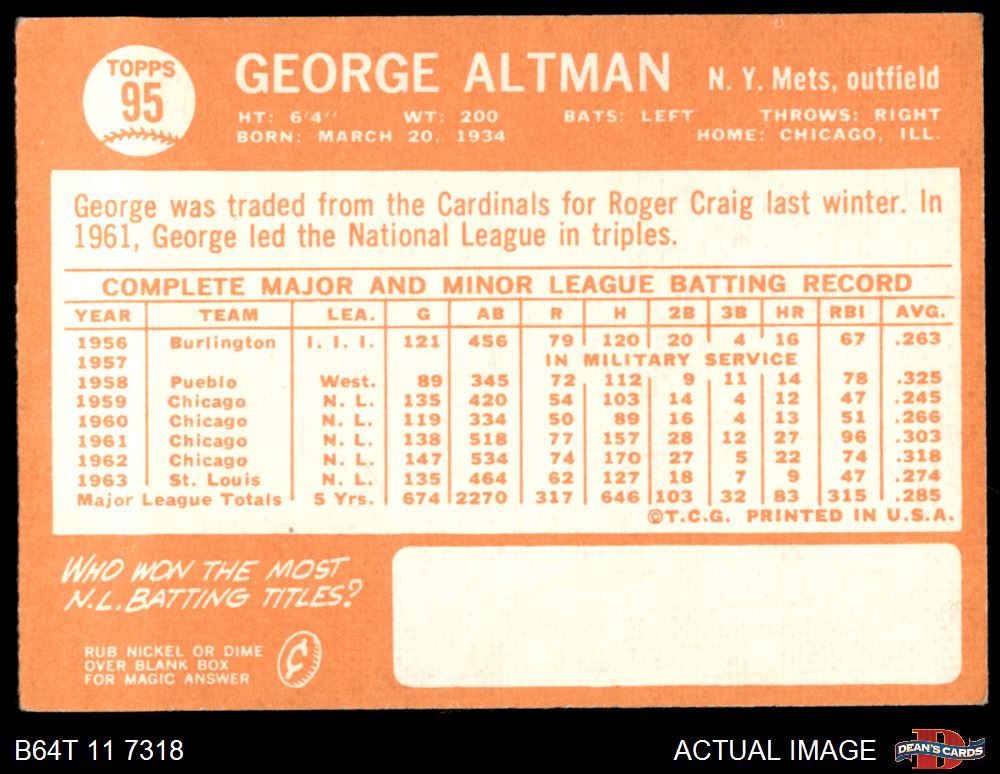 TOPPS
95
GEORGE ALTMAN N. Y. Mets, outfield
HT: 6'4" WT: 200 BATS: LEFT THROWS: RIGHT
BORN: MARCH 20, 1934 HOME: CHICAGO, ILL.
George was traded from the Cardinals for Roger Craig last winter. In
1961, George led the National League in triples.
COMPLETE MAJOR AND MINOR LEAGUE BATTING RECORD
YEAR TEAM LEA. G AB R H 2B 3B HR RBI AVG.
1956 Burlington I. I. I. 121 456 79 120 20 4 16 67 .263
1957 IN MILITARY SERVICE
1958 Pueblo West. 89 345 72 112 9 11 14 78 .325
1959 Chicago N. L. 135 420 54 103 14 4 12 47 .245
1960 Chicago N. L. 119 334 50 89 16 4 13 51 .266
1961 Chicago N. L. 138 518 77 157 28 12 27 96 .303
1962 Chicago N. L. 147 534 74 170 27 5 22 74 .318
1963 St. Louis N. L. 135 464 62 127 18 7 9 47 .274
Major League Totals 5 Yrs. 674 2270 317 646 103 32 83 315 .285
©T.C.G. PRINTED IN U.S.A.
WHO WON THE MOST
N.L. BATTING TITLES?
RUB NICKEL OR DIME
OVER BLANK BOX
FOR MAGIC ANSWER
¢
B64T 11 7318 ACTUAL IMAGE DEAN'S CARDS